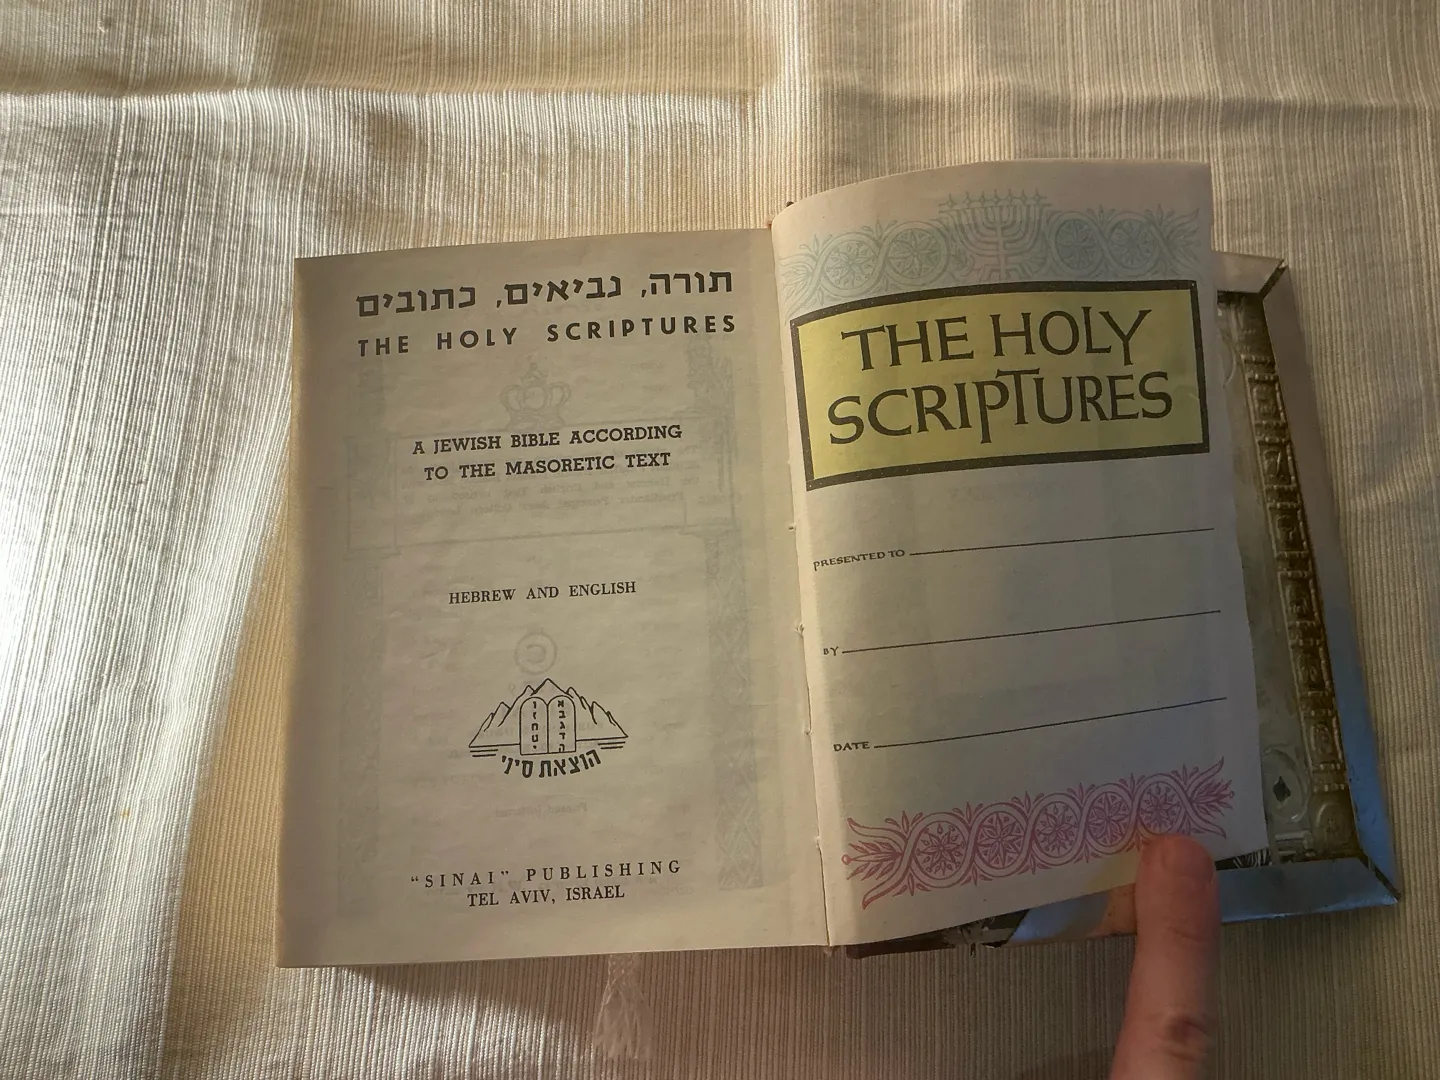 תורה, נביאים, כתובים
THE HOLY SCRIPTURES
A JEWISH BIBLE ACCORDING
TO THE MASORETIC TEXT
HEBREW AND ENGLISH
ו א
ז ב
ח ג
ט ד
י ה
הוצאת סיני
"SINAI" PUBLISHING
TEL AVIV, ISRAEL
THE HOLY
SCRIPTURES
PRESENTED TO
BY
DATE